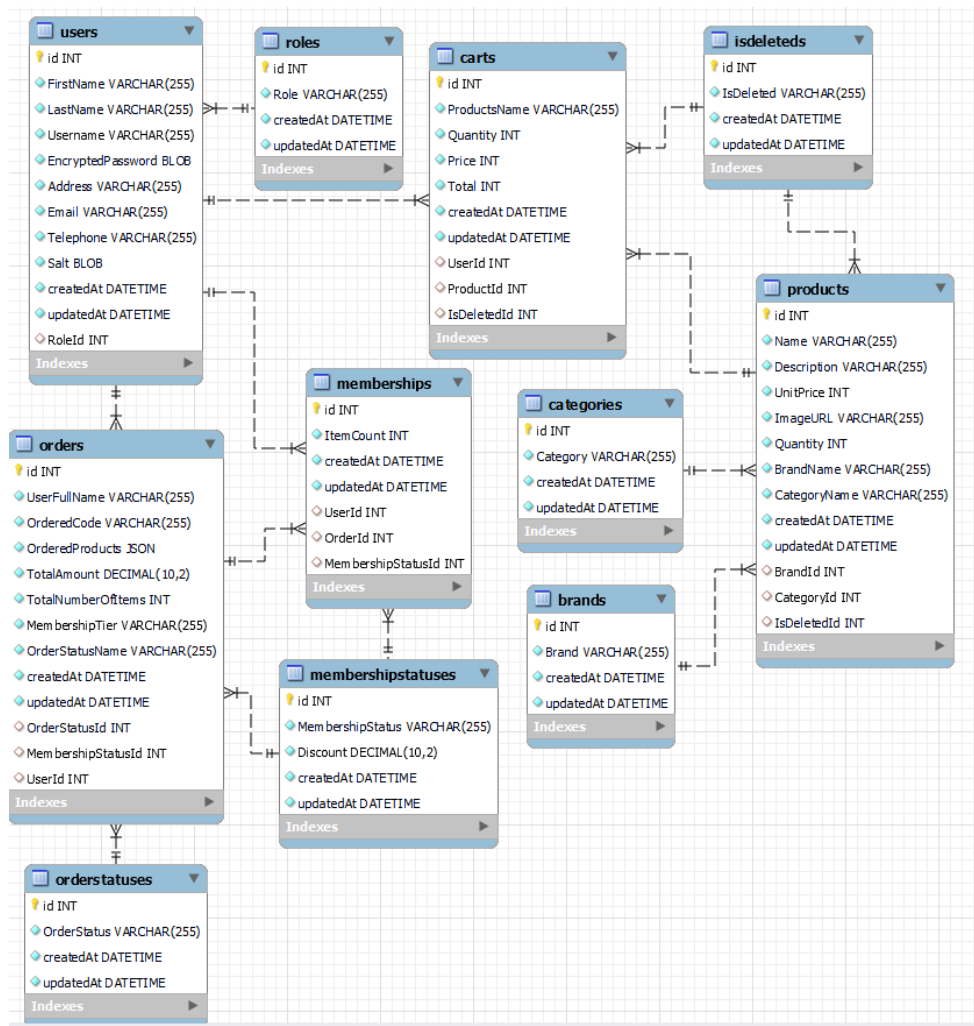 users
id INT
FirstName VARCHAR(255)
LastName VARCHAR(255)
Username VARCHAR(255)
EncryptedPassword BLOB
Address VARCHAR(255)
Email VARCHAR(255)
Telephone VARCHAR(255)
Salt BLOB
createdAt DATETIME
updatedAt DATETIME
RoleId INT
Indexes
roles
id INT
Role VARCHAR(255)
createdAt DATETIME
updatedAt DATETIME
Indexes
carts
id INT
ProductsName VARCHAR(255)
Quantity INT
Price INT
Total INT
createdAt DATETIME
updatedAt DATETIME
UserId INT
ProductId INT
IsDeletedId INT
Indexes
isdeleteds
id INT
IsDeleted VARCHAR(255)
createdAt DATETIME
updatedAt DATETIME
Indexes
products
id INT
Name VARCHAR(255)
Description VARCHAR(255)
UnitPrice INT
ImageURL VARCHAR(255)
Quantity INT
BrandName VARCHAR(255)
CategoryName VARCHAR(255)
createdAt DATETIME
updatedAt DATETIME
BrandId INT
CategoryId INT
IsDeletedId INT
Indexes
memberships
id INT
ItemCount INT
createdAt DATETIME
updatedAt DATETIME
UserId INT
OrderId INT
MembershipStatusId INT
Indexes
categories
id INT
Category VARCHAR(255)
createdAt DATETIME
updatedAt DATETIME
Indexes
orders
id INT
UserFullName VARCHAR(255)
OrderedCode VARCHAR(255)
OrderedProducts JSON
TotalAmount DECIMAL(10,2)
TotalNumberOfItems INT
MembershipTier VARCHAR(255)
OrderStatusName VARCHAR(255)
createdAt DATETIME
updatedAt DATETIME
OrderStatusId INT
MembershipStatusId INT
UserId INT
Indexes
brands
id INT
Brand VARCHAR(255)
createdAt DATETIME
updatedAt DATETIME
Indexes
membershipstatuses
id INT
MembershipStatus VARCHAR(255)
Discount DECIMAL(10,2)
createdAt DATETIME
updatedAt DATETIME
Indexes
orderstatuses
id INT
OrderStatus VARCHAR(255)
createdAt DATETIME
updatedAt DATETIME
Indexes